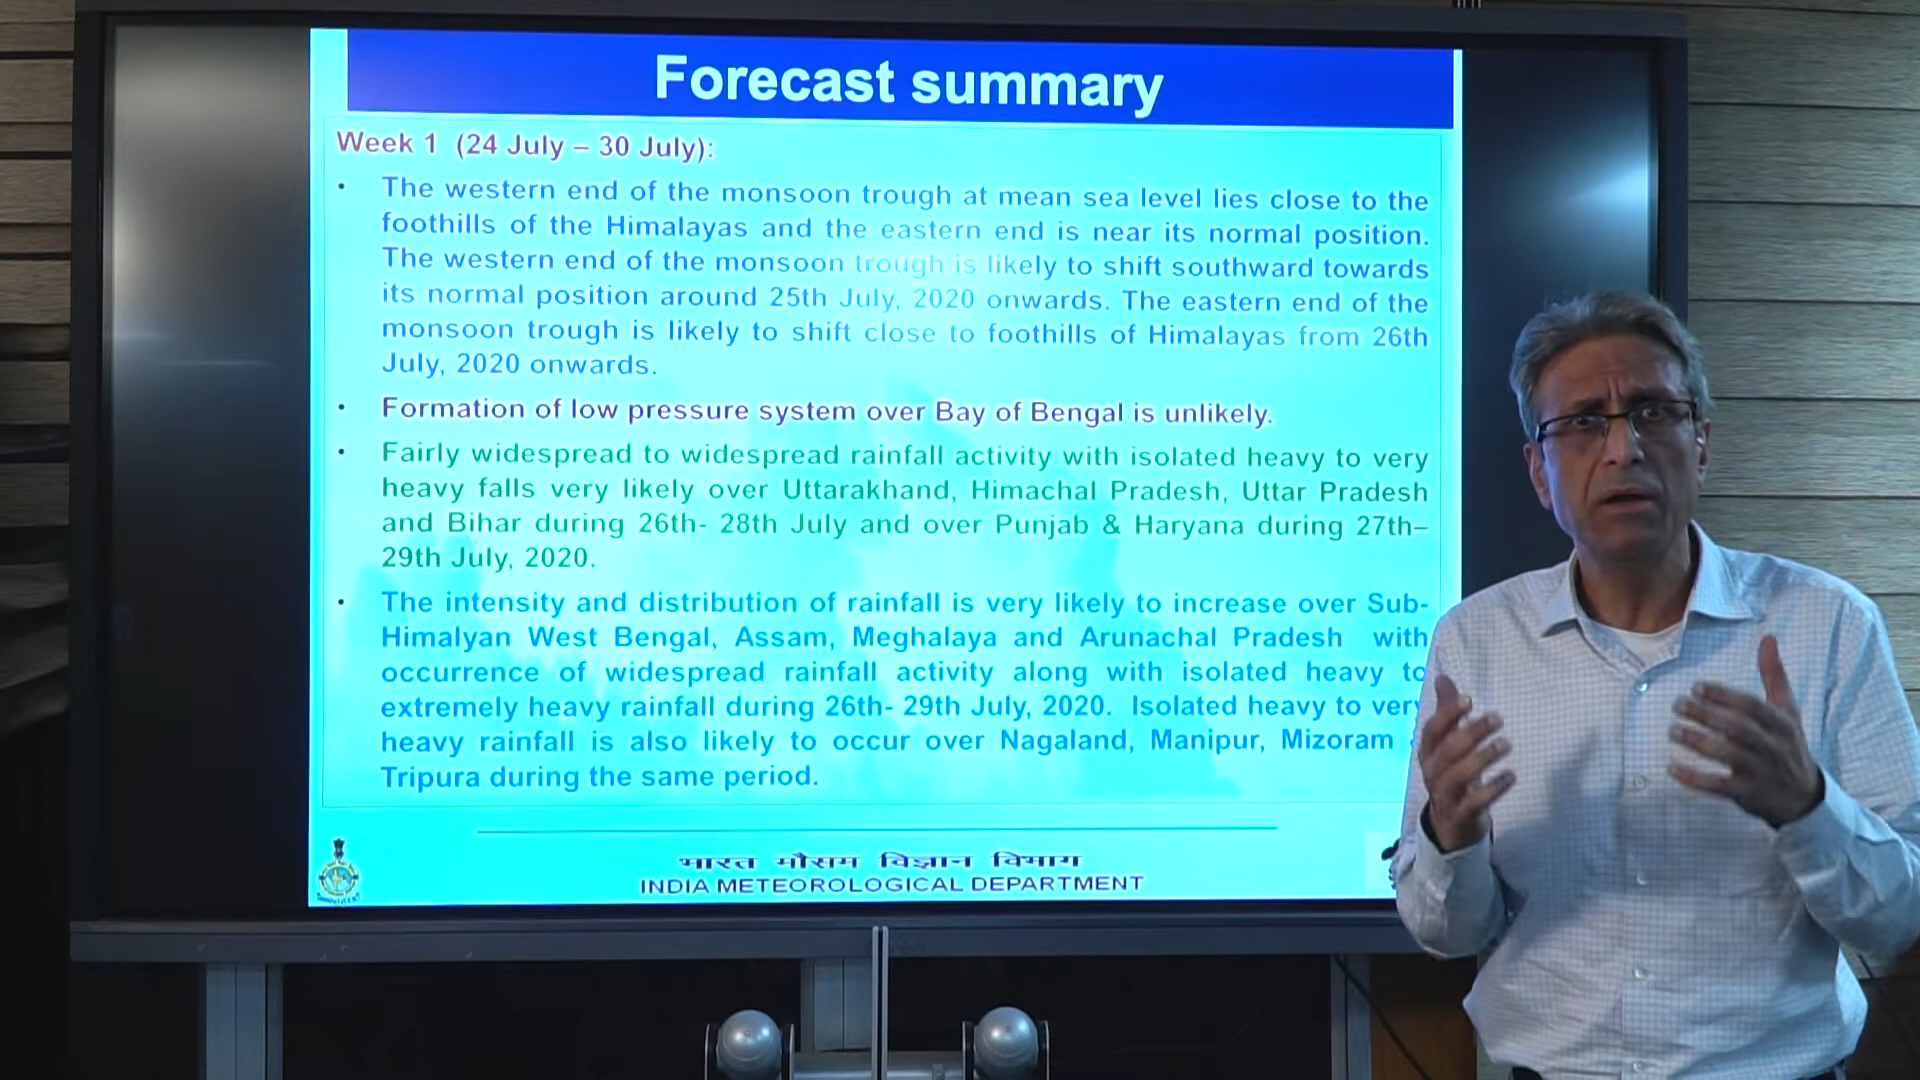 Forecast summary
Week 1 (24 July – 30 July):
• The western end of the monsoon trough at mean sea level lies close to the
foothills of the Himalayas and the eastern end is near its normal position.
The western end of the monsoon trough is likely to shift southward towards
its normal position around 25th July, 2020 onwards. The eastern end of the
monsoon trough is likely to shift close to foothills of Himalayas from 26th
July, 2020 onwards.
• Formation of low pressure system over Bay of Bengal is unlikely.
• Fairly widespread to widespread rainfall activity with isolated heavy to very
heavy falls very likely over Uttarakhand, Himachal Pradesh, Uttar Pradesh
and Bihar during 26th- 28th July and over Punjab & Haryana during 27th–
29th July, 2020.
• The intensity and distribution of rainfall is very likely to increase over Sub-
Himalyan West Bengal, Assam, Meghalaya and Arunachal Pradesh with
occurrence of widespread rainfall activity along with isolated heavy to
extremely heavy rainfall during 26th- 29th July, 2020. Isolated heavy to very
heavy rainfall is also likely to occur over Nagaland, Manipur, Mizoram
Tripura during the same period.
भारत मौसम विज्ञान विभाग
INDIA METEOROLOGICAL DEPARTMENT